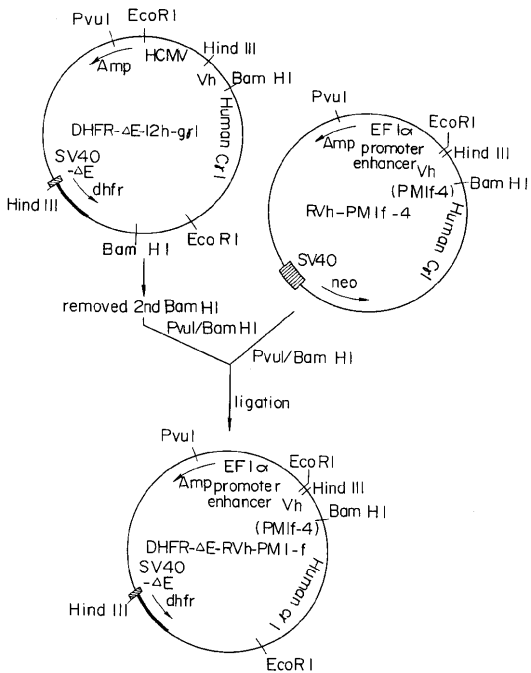 PvuI
EcoRI
Hind III
HCMV
Amp
Vh
Bam HI
Human Cγ1
DHFR-ΔE-12h-gγ1
SV40
-ΔE
dhfr
Hind III
Bam HI
EcoRI
PvuI
EcoRI
Hind III
EF1α
Amp promoter
enhancer Vh
(PM1f-4)
Bam HI
RVh-PM1f-4
Human Cγ1
SV40
neo
removed 2nd Bam HI
PvuI/Bam HI
PvuI/Bam HI
ligation
PvuI
EcoRI
Hind III
EF1α
Amp promoter
enhancer Vh
(PM1f-4)
Bam HI
DHFR-ΔE-RVh-PM1-f
Human cγ1
SV40
-ΔE
dhfr
Hind III
EcoRI